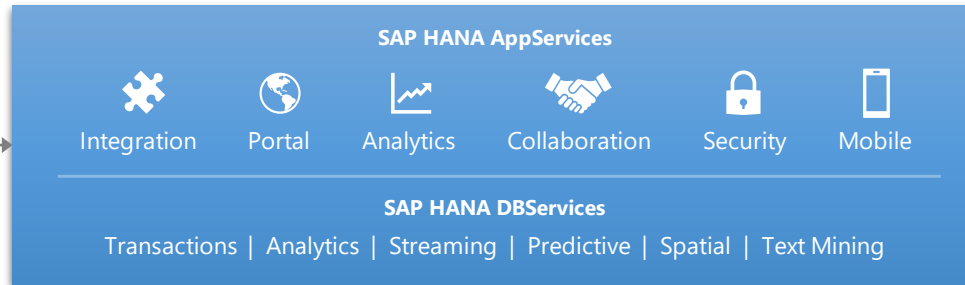 SAP HANA AppServices
Integration Portal Analytics Collaboration Security Mobile
SAP HANA DBServices
Transactions | Analytics | Streaming | Predictive | Spatial | Text Mining